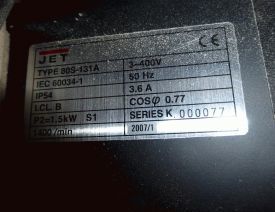 JET CE
TYPE 80S-131A 3~400V
IEC 60034-1 50 Hz
IP54 3.6 A
I.CL. B COSφ 0.77
P2=1.5kW S1 SERIES K. 000077
1400 /min 2007/1